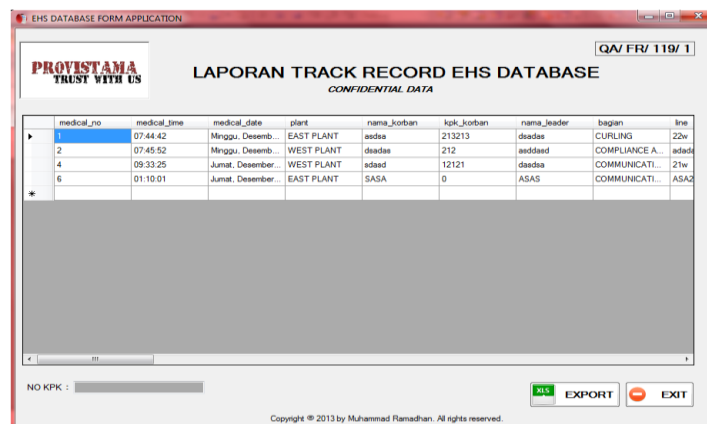 EHS DATABASE FORM APPLICATION
QA/ FR/ 119/ 1
PROVISTAMA
TRUST WITH US
LAPORAN TRACK RECORD EHS DATABASE
CONFIDENTIAL DATA
medical_no medical_time medical_date plant nama_korban kpk_korban nama_leader bagian line
1 07:44:42 Minggu, Desemb... EAST PLANT asdsa 213213 dsadas CURLING 22w
2 07:45:52 Minggu, Desemb... WEST PLANT dsadas 212 asddasd COMPLIANCE A... adada
4 09:33:25 Jumat, Desember... WEST PLANT sdasd 12121 dasdsa COMMUNICATI... 21w
6 01:10:01 Jumat, Desember... EAST PLANT SASA 0 ASAS COMMUNICATI... ASA2
NO KPK :
XLS EXPORT EXIT
Copyright © 2013 by Muhammad Ramadhan. All rights reserved.